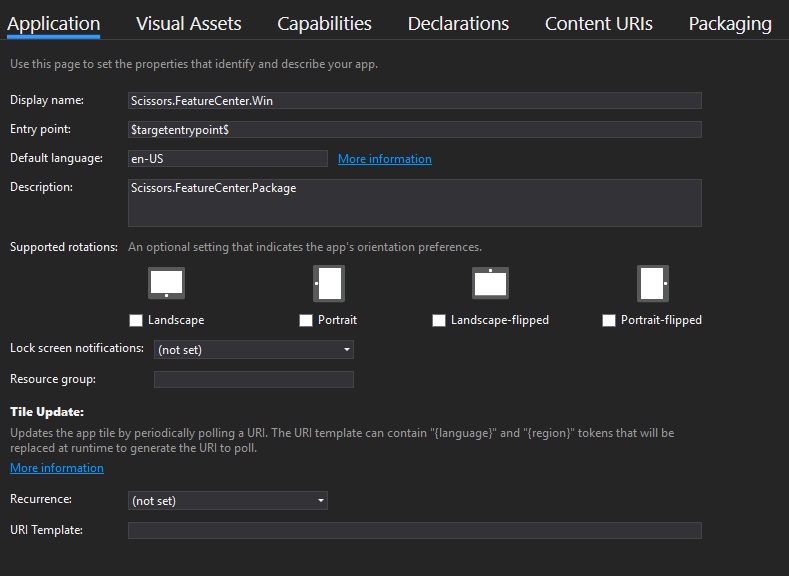 Application Visual Assets Capabilities Declarations Content URIs Packaging
Use this page to set the properties that identify and describe your app.
Display name: Scissors.FeatureCenter.Win
Entry point: $targetentrypoint$
Default language: en-US More information
Description: Scissors.FeatureCenter.Package
Supported rotations: An optional setting that indicates the app's orientation preferences.
Landscape Portrait Landscape-flipped Portrait-flipped
Lock screen notifications: (not set)
Resource group:
Tile Update:
Updates the app tile by periodically polling a URI. The URI template can contain "{language}" and "{region}" tokens that will be
replaced at runtime to generate the URI to poll.
More information
Recurrence: (not set)
URI Template: